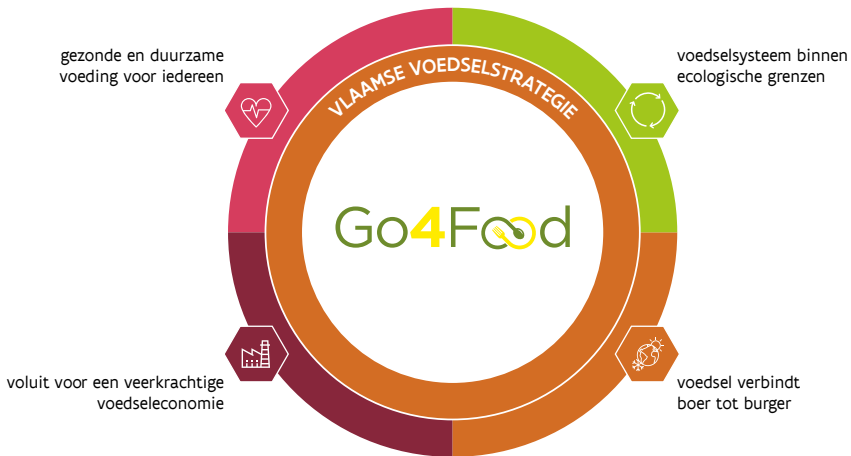 gezonde en duurzame
voeding voor iedereen
voedselsysteem binnen
ecologische grenzen
VLAAMSE VOEDSELSTRATEGIE
Go4Food
voluit voor een veerkrachtige
voedseleconomie
voedsel verbindt
boer tot burger